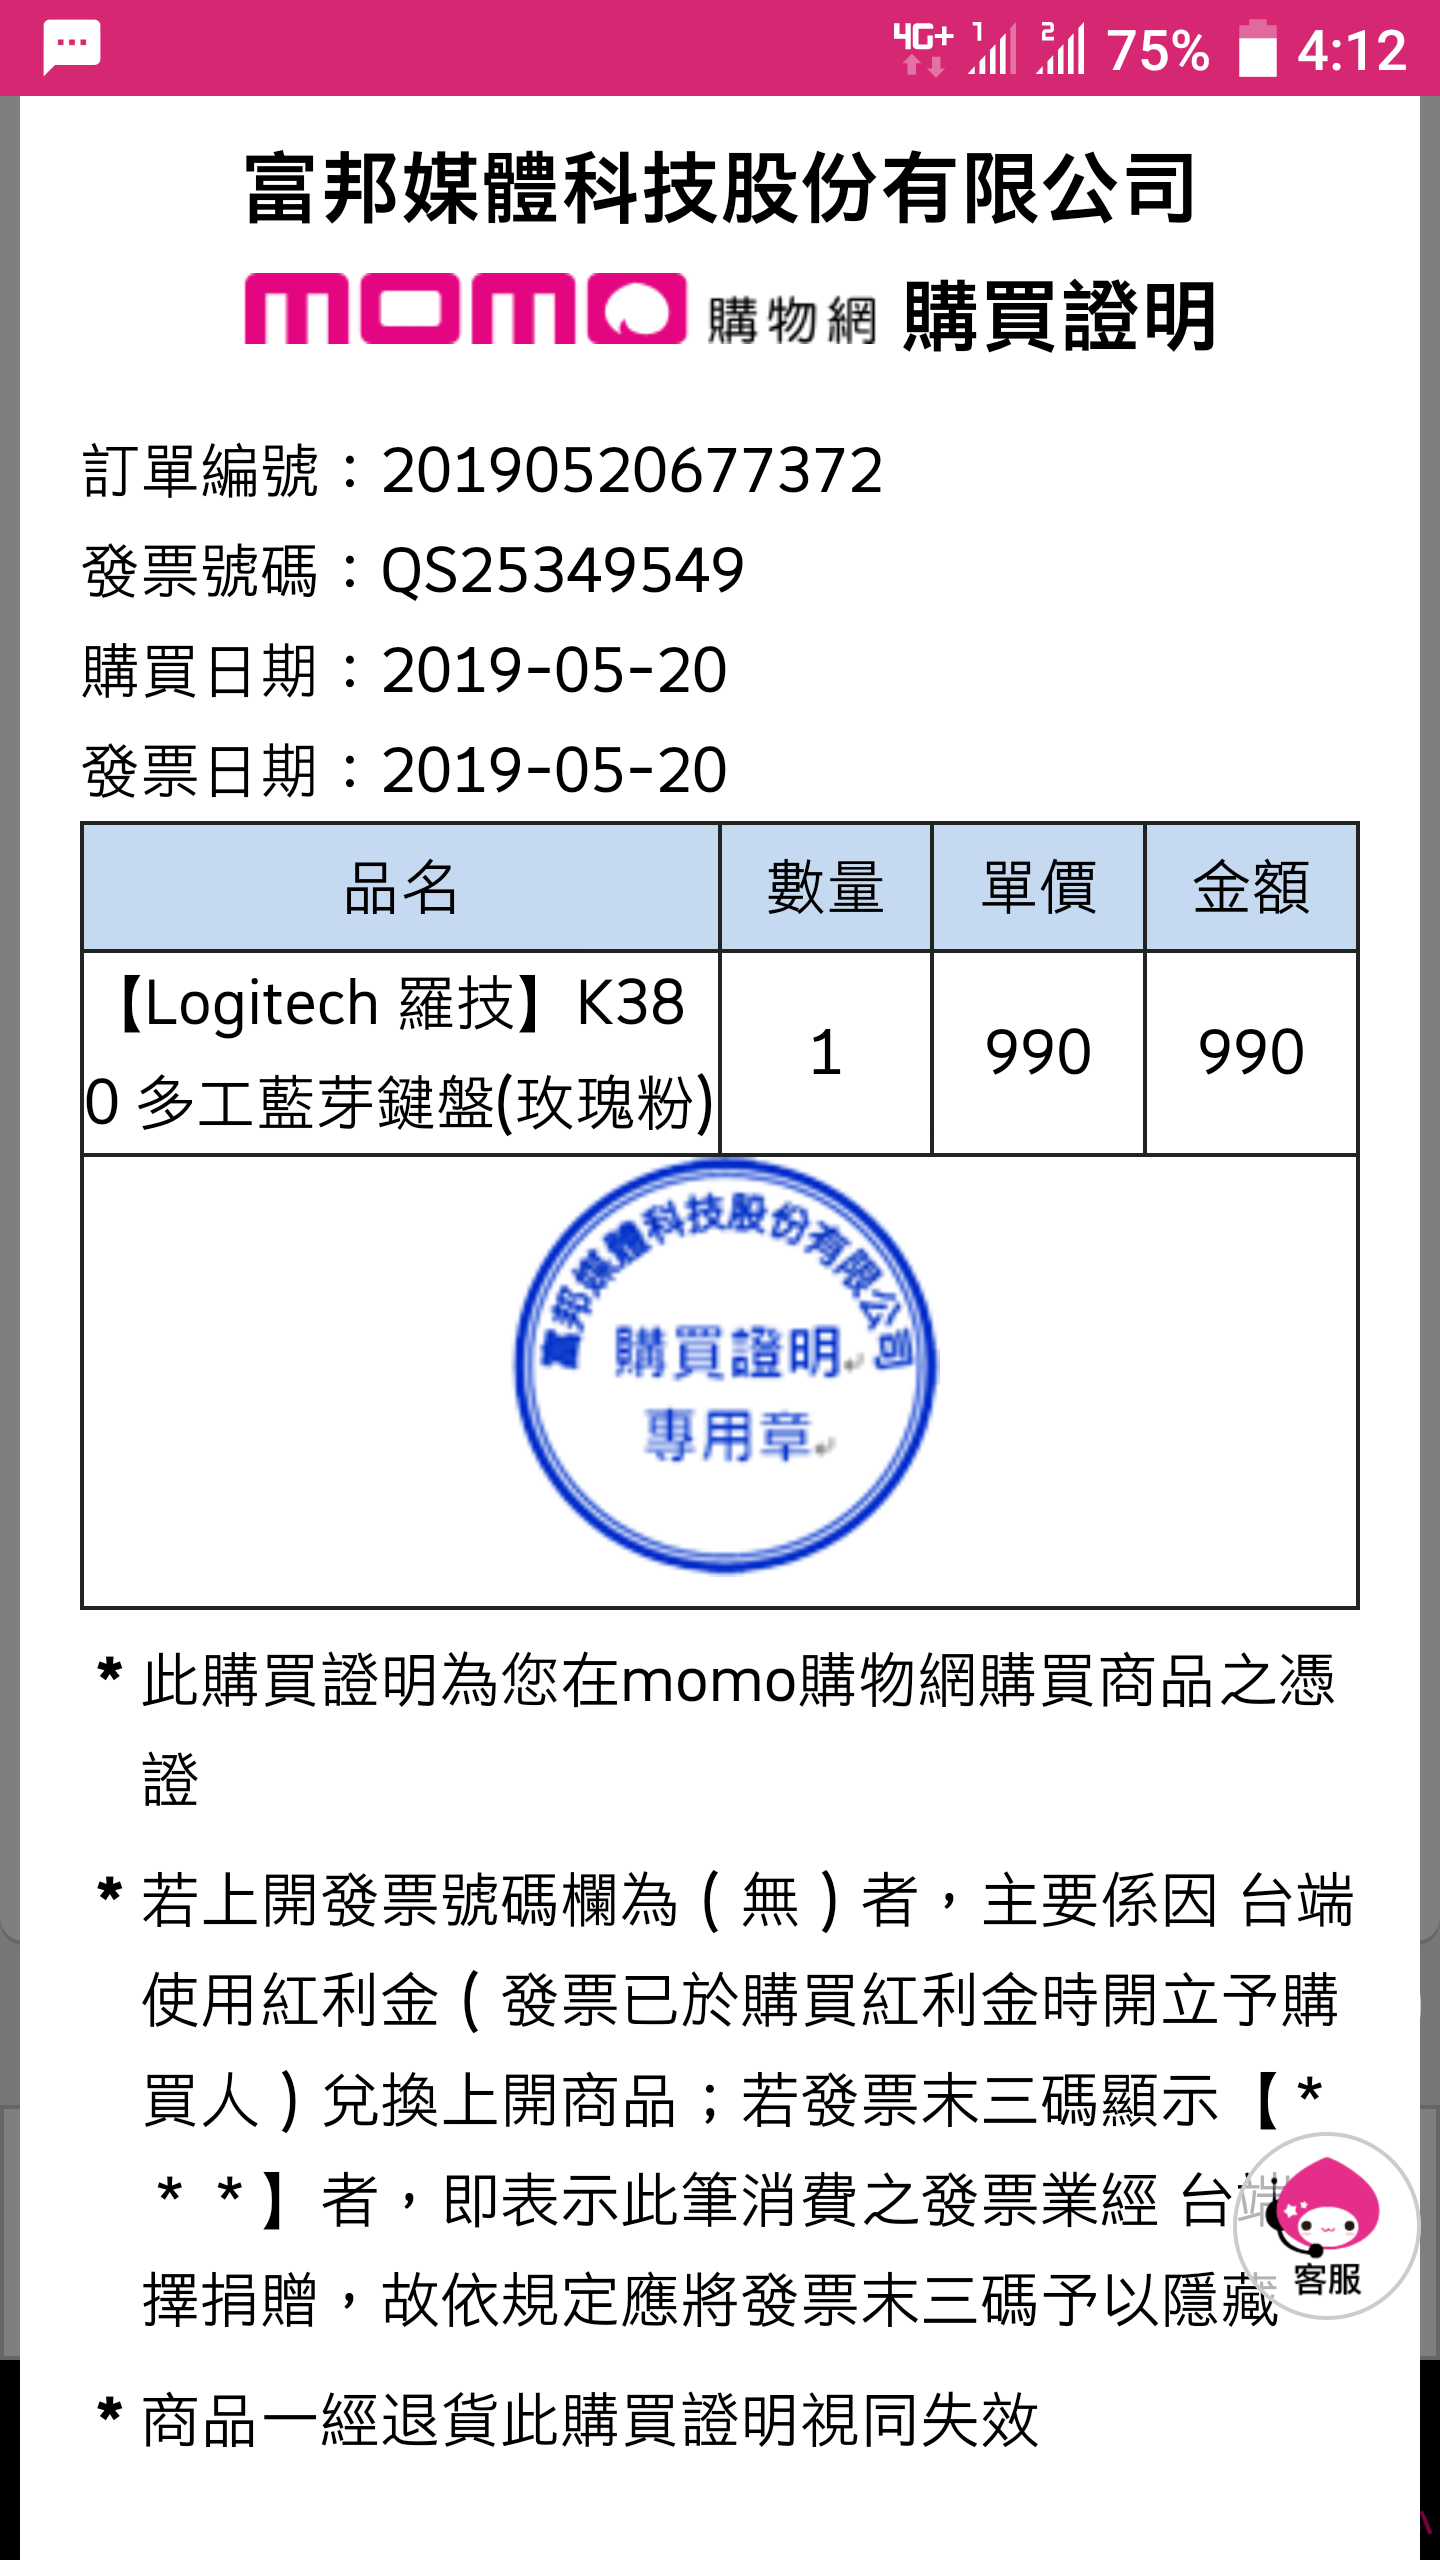 4G+ 1 2 75% 4:12
富邦媒體科技股份有限公司
momo 購物網 購買證明
訂單編號：20190520677372
發票號碼：QS25349549
購買日期：2019-05-20
發票日期：2019-05-20
品名 數量 單價 金額
【Logitech 羅技】K38
0 多工藍芽鍵盤(玫瑰粉) 1 990 990
富邦媒體科技股份有限公司
購買證明
專用章
* 此購買證明為您在momo購物網購買商品之憑
證
* 若上開發票號碼欄為（無）者，主要係因 台端
使用紅利金（發票已於購買紅利金時開立予購
買人）兌換上開商品；若發票末三碼顯示【＊
＊＊】者，即表示此筆消費之發票業經 台端
擇捐贈，故依規定應將發票末三碼予以隱藏
客服
* 商品一經退貨此購買證明視同失效